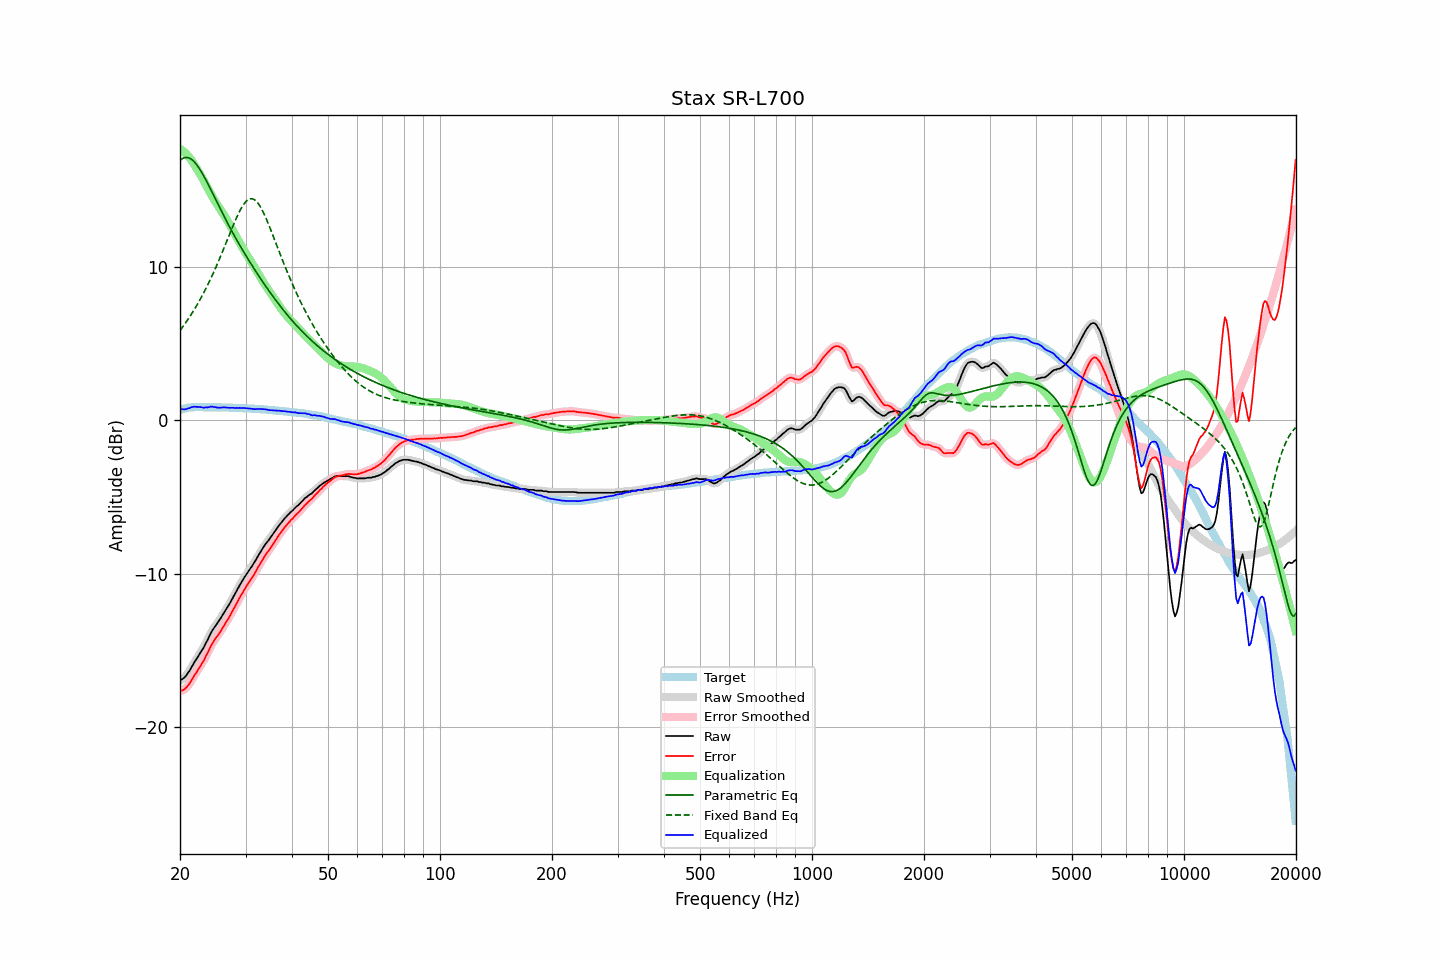 Stax SR-L700
Amplitude (dBr)
10
0
−10
−20
Target
Raw Smoothed
Error Smoothed
Raw
Error
Equalization
Parametric Eq
Fixed Band Eq
Equalized
20 50 100 200 500 1000 2000 5000 10000 20000
Frequency (Hz)